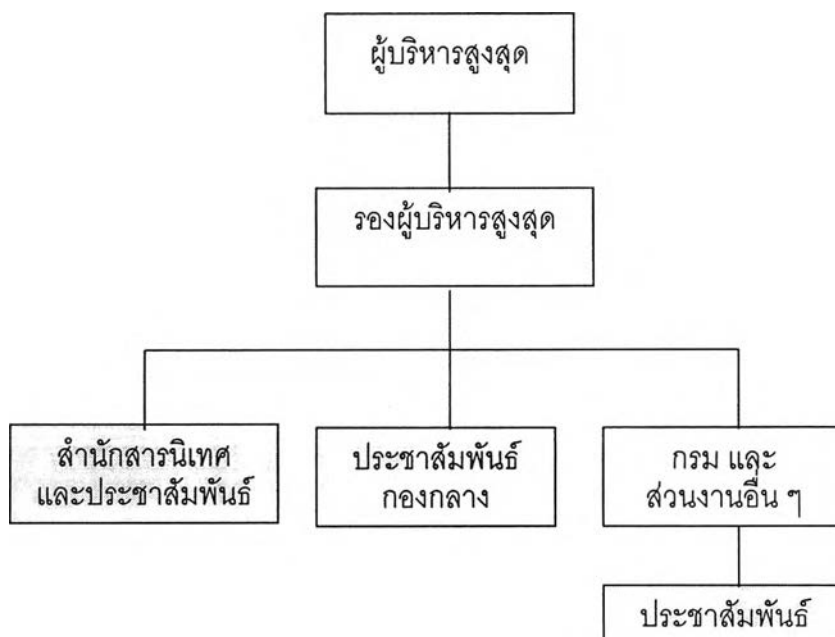 ผู้บริหารสูงสุด
รองผู้บริหารสูงสุด
สำนักสารนิเทศ
และประชาสัมพันธ์
ประชาสัมพันธ์
กองกลาง
กรม และ
ส่วนงานอื่น ๆ
ประชาสัมพันธ์